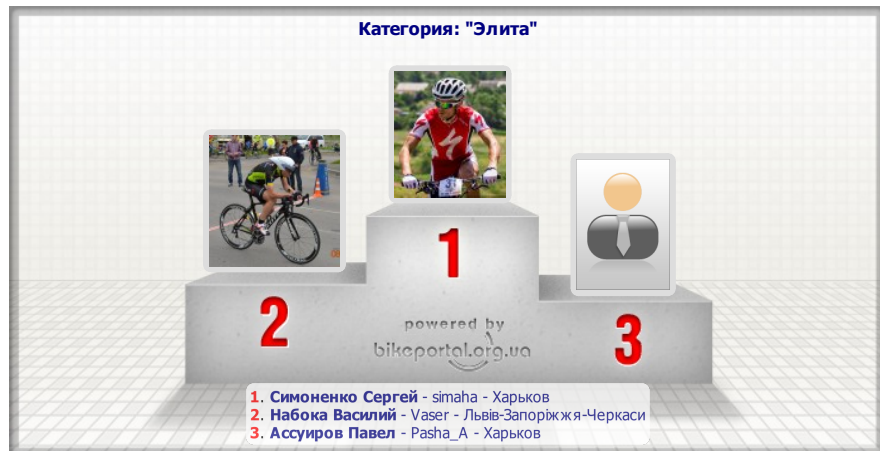 Категория: "Элита"
1
2
3
powered by
bikeportal.org.ua
1. Симоненко Сергей - simaha - Харьков
2. Набока Василий - Vaser - Львів-Запоріжжя-Черкаси
3. Ассуиров Павел - Pasha_A - Харьков